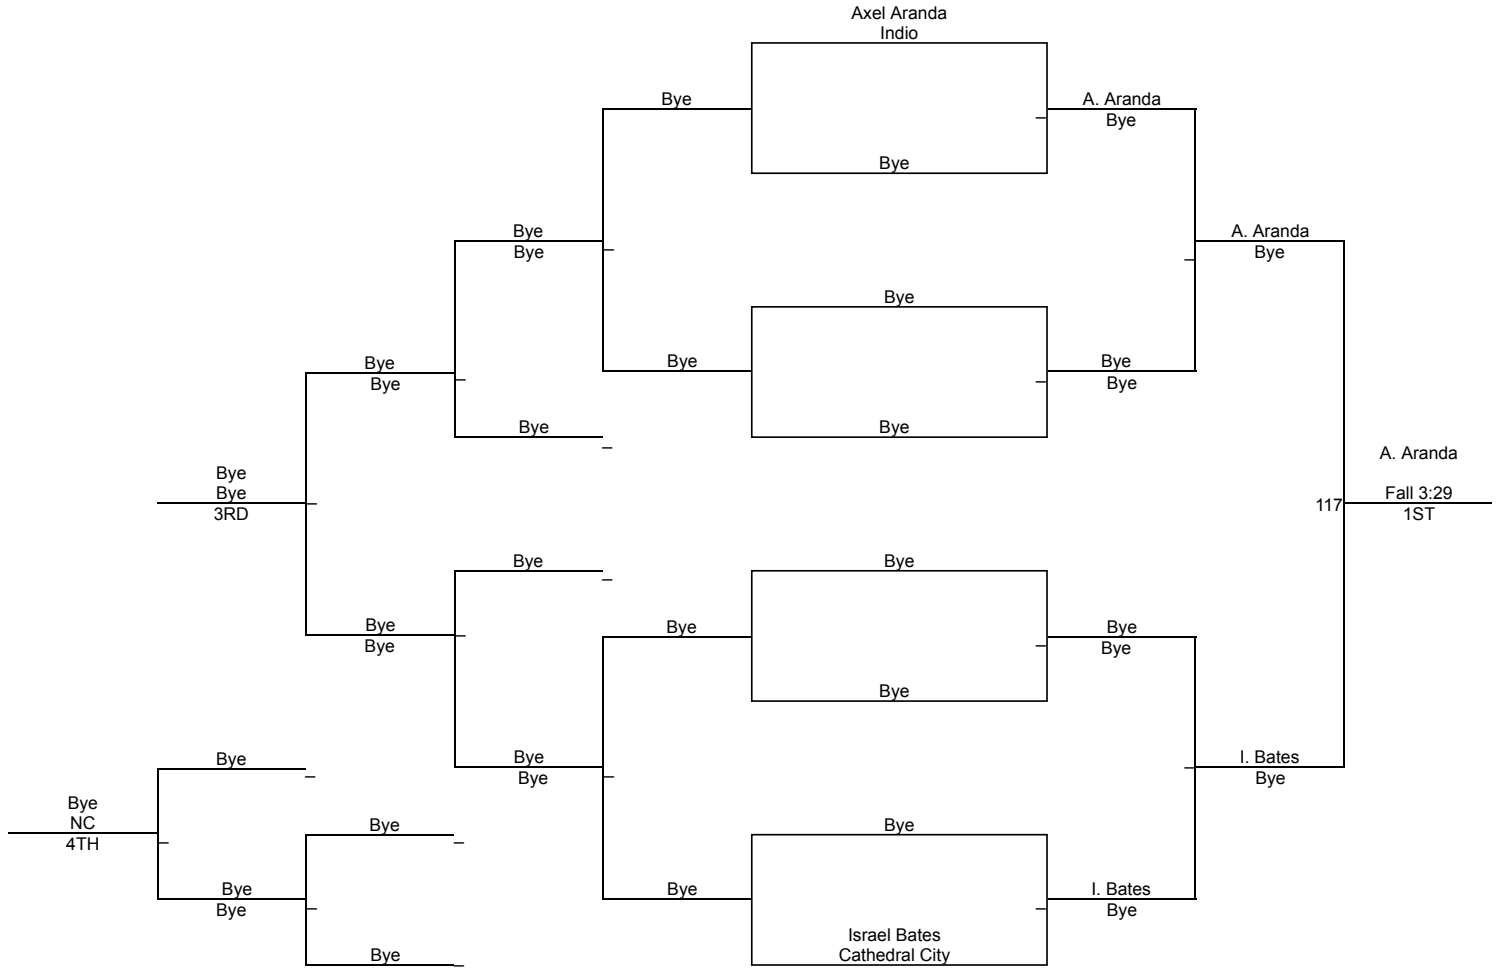 Axel Aranda
Indio
Bye
A. Aranda
Bye
Bye
Bye
Bye
A. Aranda
Bye
Bye
Bye
Bye
Bye
Bye
Bye
Bye
Bye
Bye
A. Aranda
Bye
Bye
3RD
117
Fall 3:29
1ST
Bye
Bye
Bye
Bye
Bye
Bye
Bye
Bye
Bye
Bye
Bye
I. Bates
Bye
Bye
NC
4TH
Bye
Bye
Bye
Bye
Bye
I. Bates
Bye
Israel Bates
Cathedral City
Bye